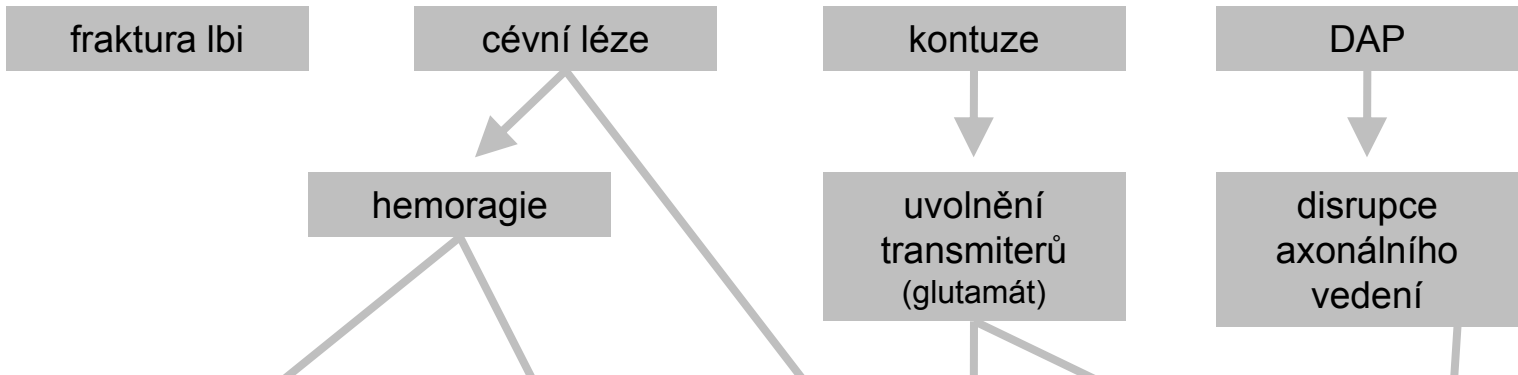 fraktura lbi
cévní léze
kontuze
DAP
hemoragie
uvolnění
transmiterů
(glutamát)
disrupce
axonálního
vedení